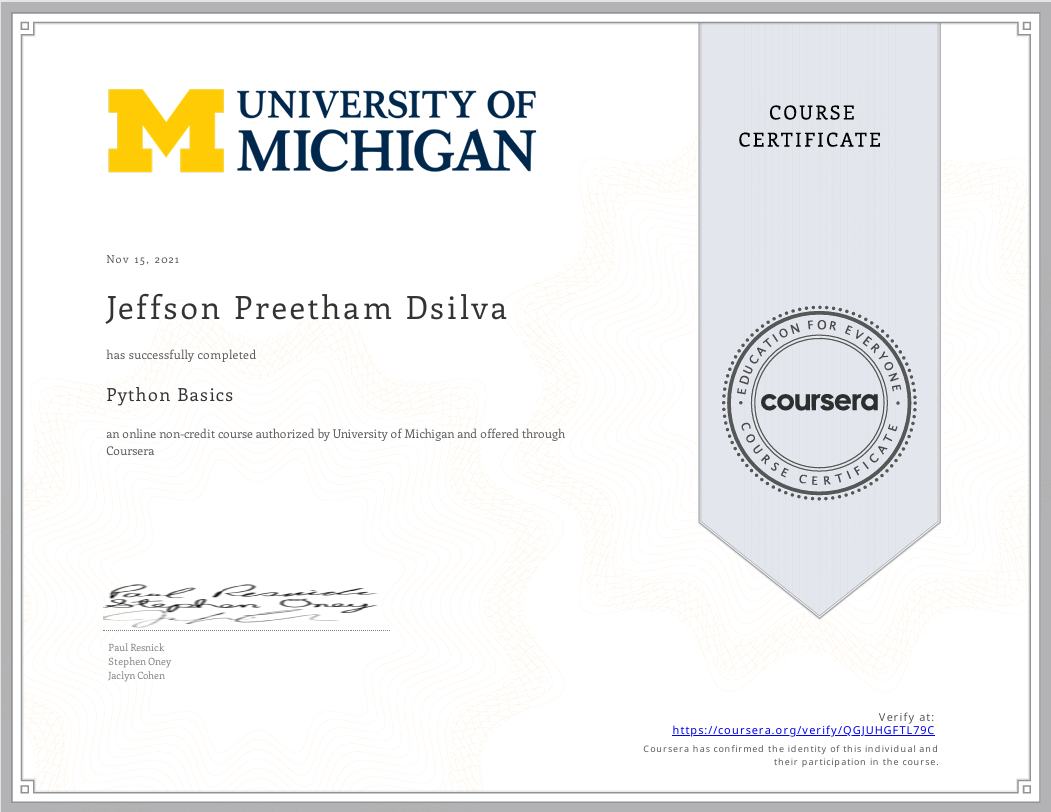 UNIVERSITY OF
MICHIGAN
COURSE
CERTIFICATE
Nov 15, 2021
Jeffson Preetham Dsilva
has successfully completed
Python Basics
an online non-credit course authorized by University of Michigan and offered through
Coursera
EDUCATION FOR EVERYONE
coursera
COURSE CERTIFICATE
Paul Resnick
Stephen Oney
Paul Resnick
Stephen Oney
Jaclyn Cohen
Verify at:
https://coursera.org/verify/QGJUHGFTL79C
Coursera has confirmed the identity of this individual and
their participation in the course.